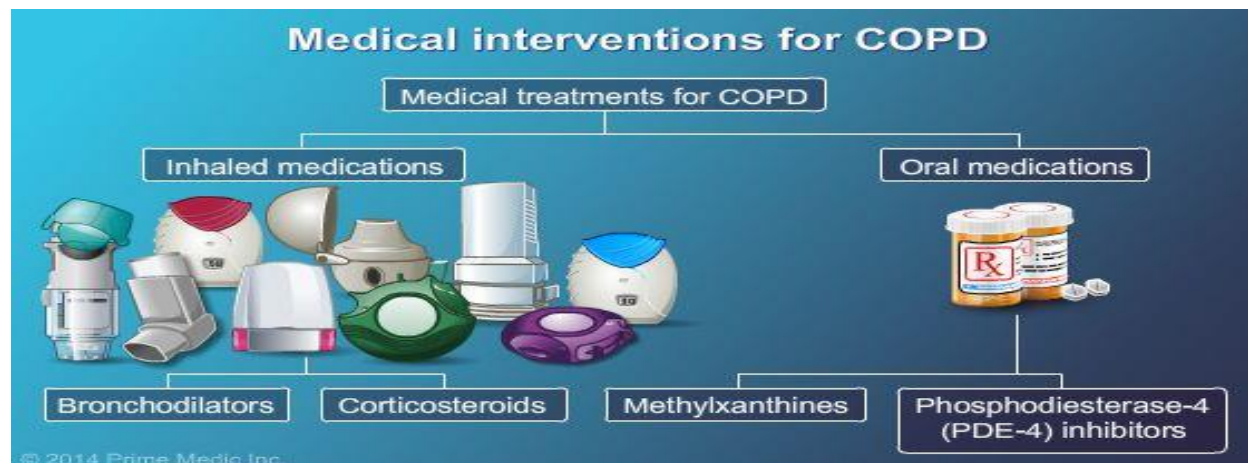 Medical interventions for COPD
Medical treatments for COPD
Inhaled medications
Oral medications
Rx
Bronchodilators
Corticosteroids
Methylxanthines
Phosphodiesterase-4
(PDE-4) inhibitors
© 2014 Prime Medic Inc